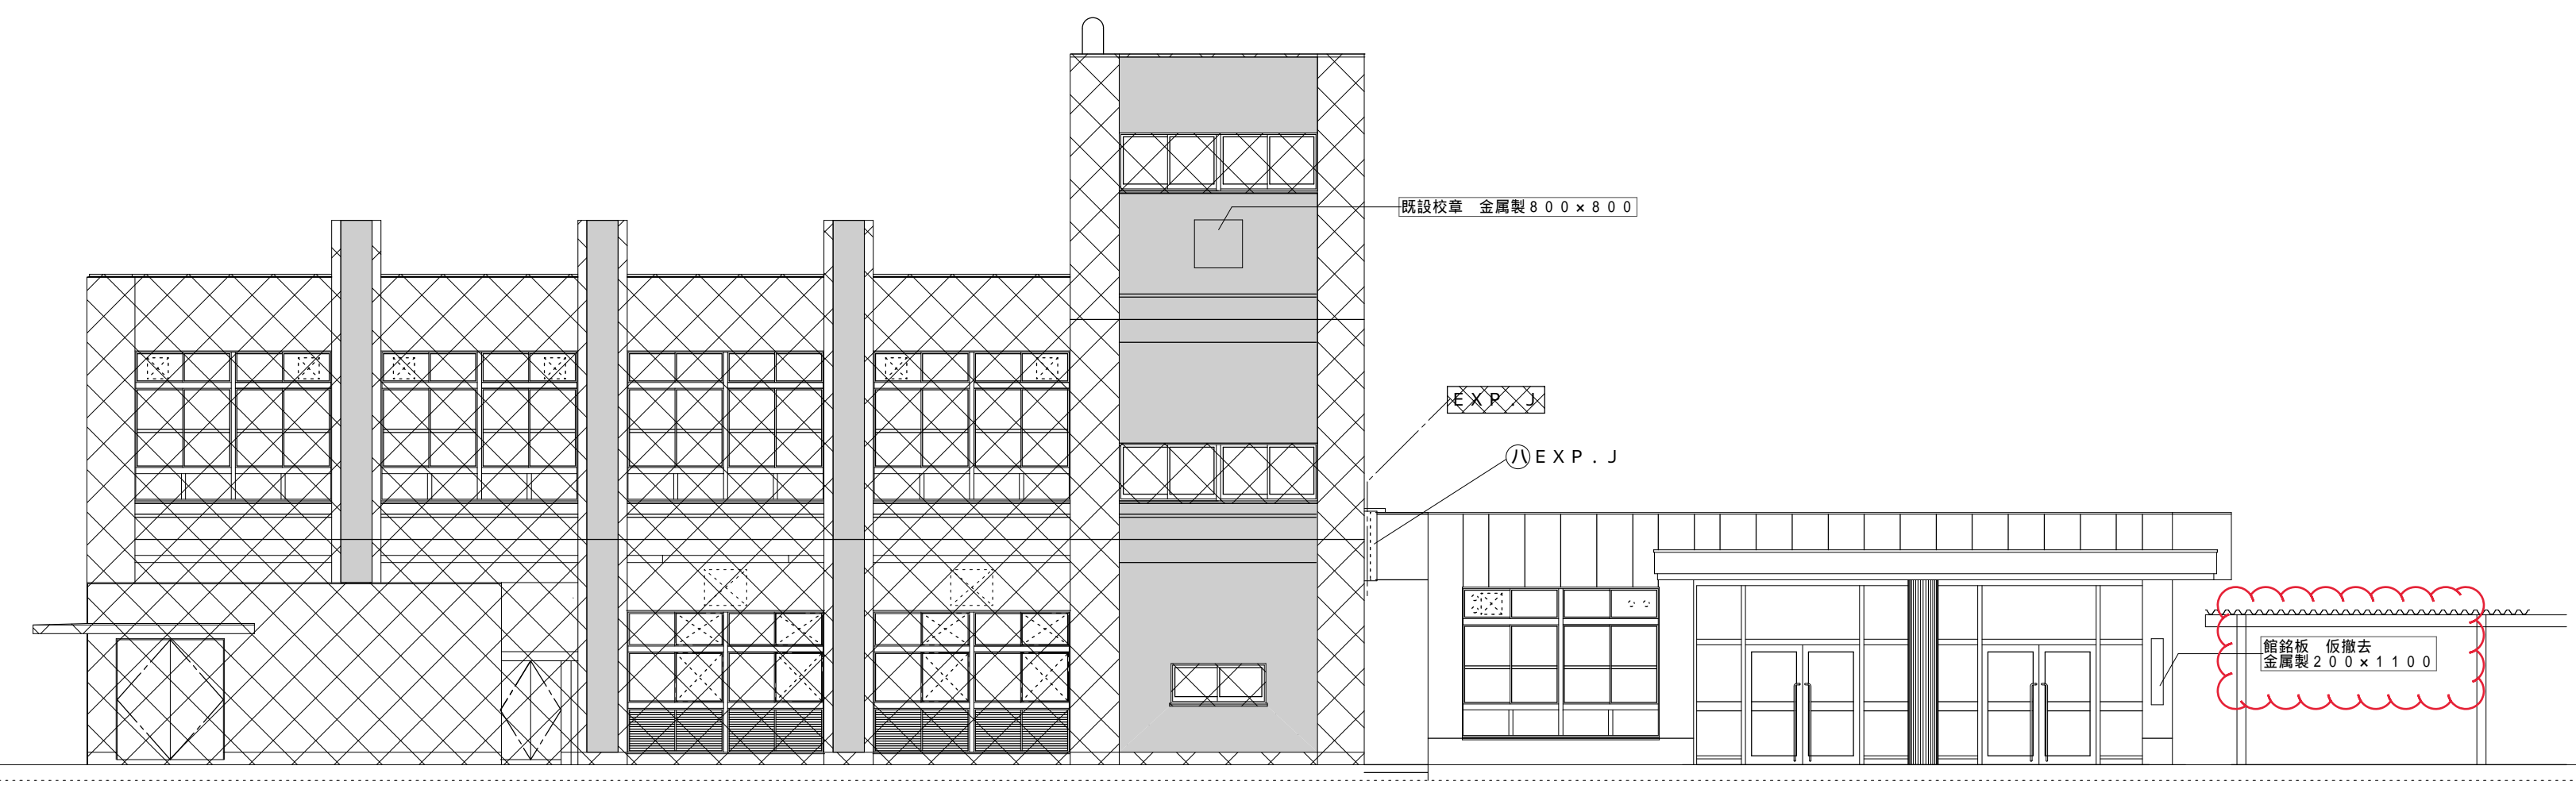 既設校章　金属製８００×８００
ＥＸＰ．Ｊ
ハＥＸＰ．Ｊ
館銘板　仮撤去
金属製２００×１１００